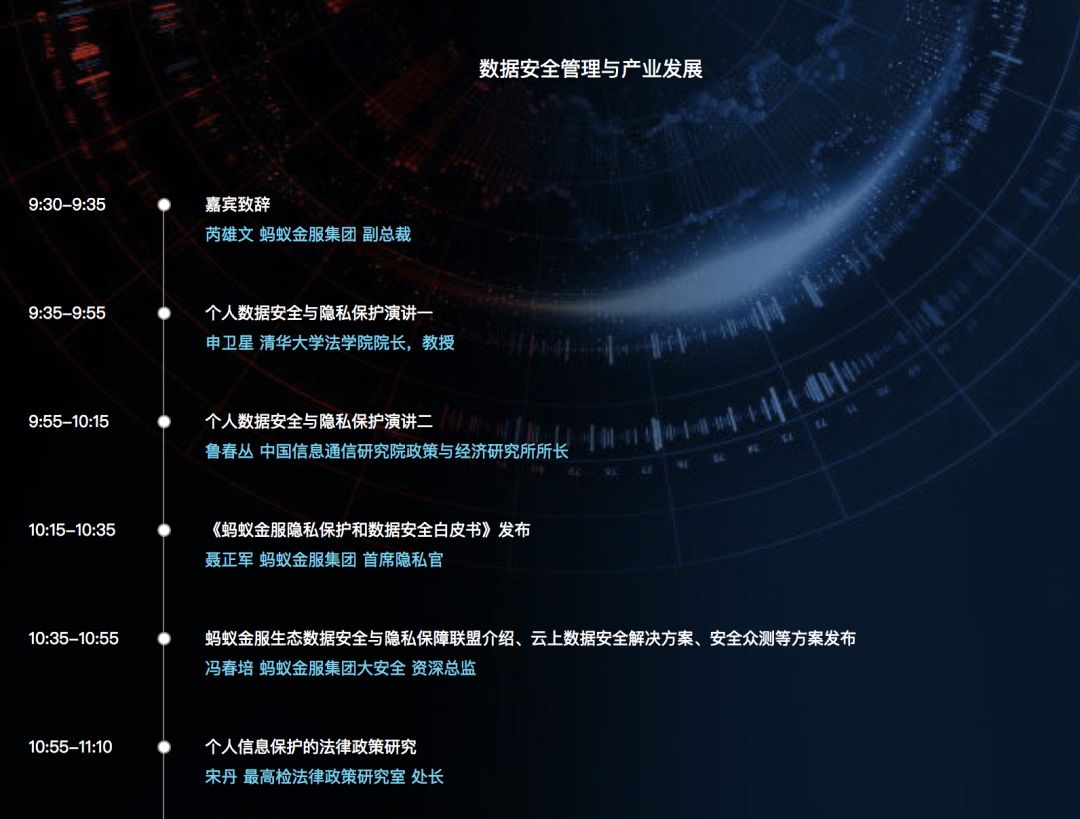 数据安全管理与产业发展
9:30–9:35
嘉宾致辞
芮雄文 蚂蚁金服集团 副总裁
9:35–9:55
个人数据安全与隐私保护演讲一
申卫星 清华大学法学院院长，教授
9:55–10:15
个人数据安全与隐私保护演讲二
鲁春丛 中国信息通信研究院政策与经济研究所所长
10:15–10:35
《蚂蚁金服隐私保护和数据安全白皮书》发布
聂正军 蚂蚁金服集团 首席隐私官
10:35–10:55
蚂蚁金服生态数据安全与隐私保障联盟介绍、云上数据安全解决方案、安全众测等方案发布
冯春培 蚂蚁金服集团大安全 资深总监
10:55–11:10
个人信息保护的法律政策研究
宋丹 最高检法律政策研究室 处长